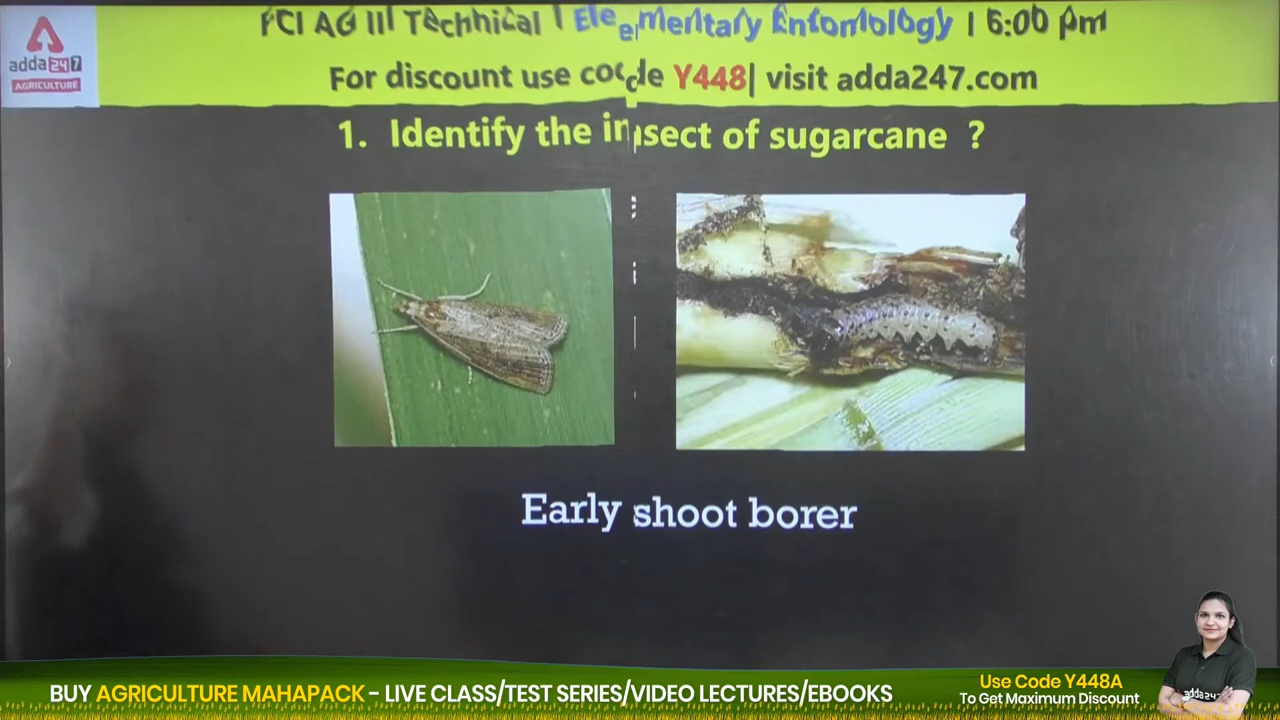 FCI AG III Technical | Elementary Entomology | 6:00 pm
adda247
AGRICULTURE
For discount use code Y448| visit adda247.com
1. Identify the insect of sugarcane ?
Early shoot borer
BUY AGRICULTURE MAHAPACK - LIVE CLASS/TEST SERIES/VIDEO LECTURES/EBOOKS
Use Code Y448A
To Get Maximum Discount
adda247